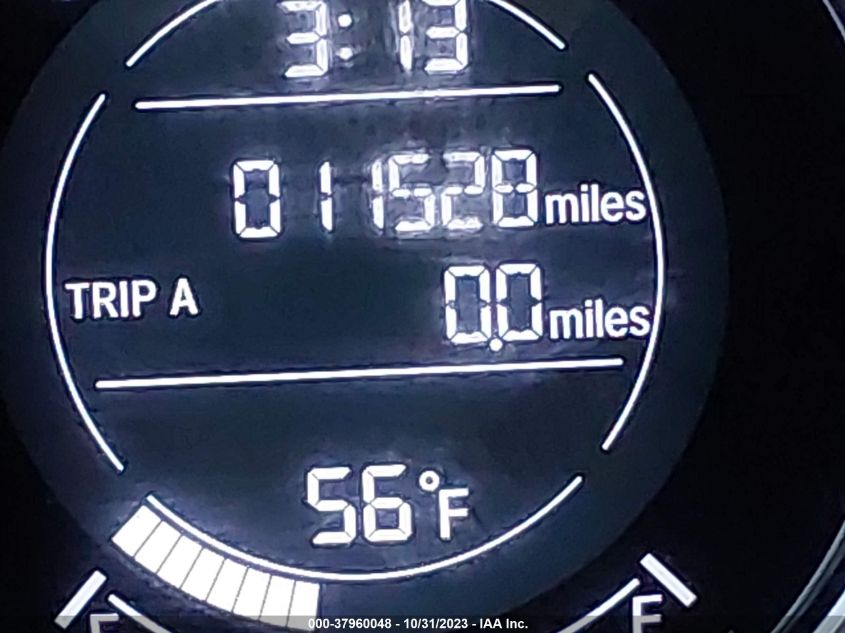 3:13
011528 miles
TRIP A 0.0 miles
56°F
F
000-37960048 - 10/31/2023 - IAA Inc.